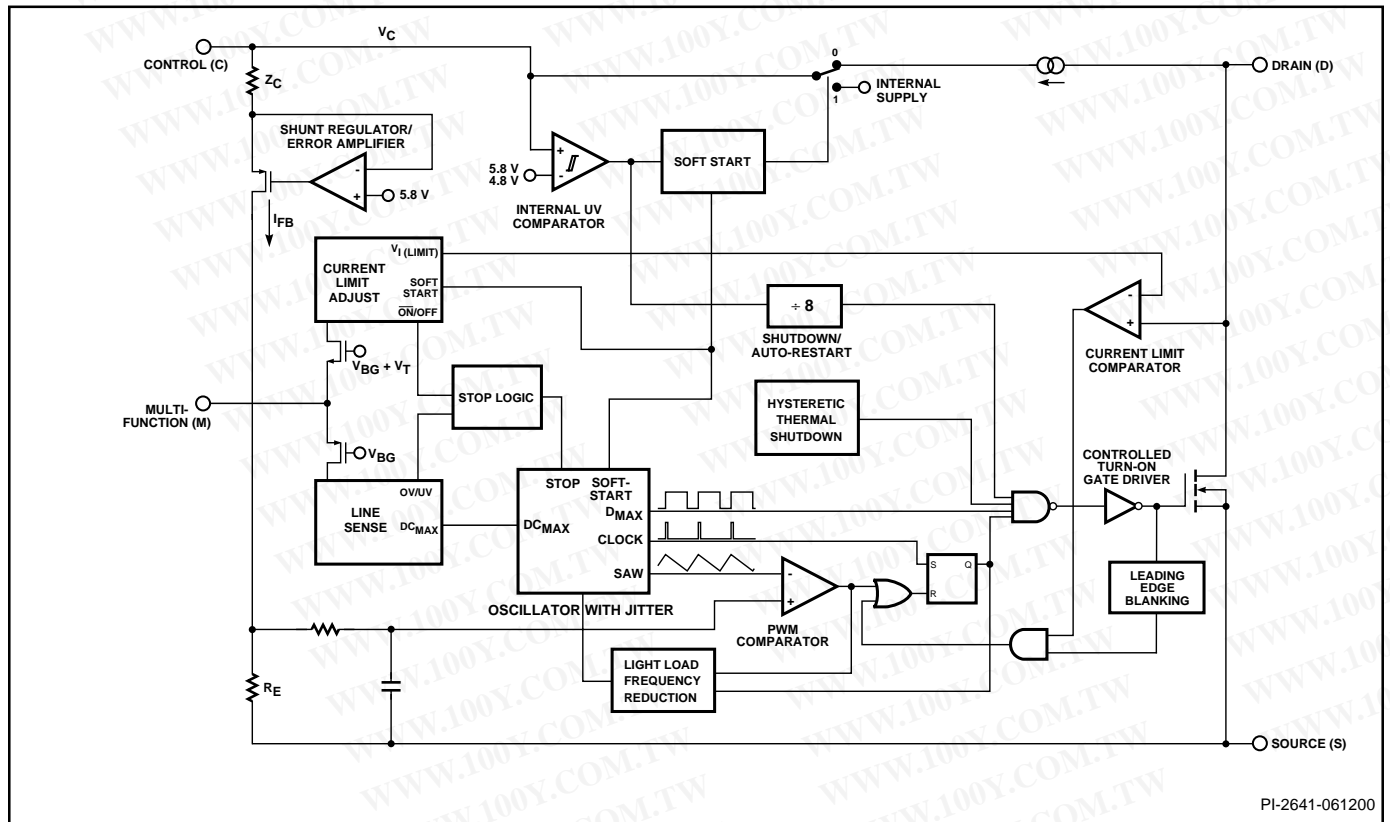 V_C
CONTROL (C)
Z_C
0
1
INTERNAL
SUPPLY
DRAIN (D)
SHUNT REGULATOR/
ERROR AMPLIFIER
-
+
5.8 V
I_FB
+
-
5.8 V
4.8 V
INTERNAL UV
COMPARATOR
SOFT START
V_I (LIMIT)
CURRENT
LIMIT
ADJUST
SOFT
START
ON/OFF
÷ 8
SHUTDOWN/
AUTO-RESTART
-
+
CURRENT LIMIT
COMPARATOR
V_BG + V_T
STOP LOGIC
MULTI-
FUNCTION (M)
HYSTERETIC
THERMAL
SHUTDOWN
V_BG
CONTROLLED
TURN-ON
GATE DRIVER
OV/UV
LINE
SENSE
DC_MAX
STOP
SOFT-
START
DC_MAX
D_MAX
CLOCK
SAW
OSCILLATOR WITH JITTER
-
+
PWM
COMPARATOR
S
Q
R
LEADING
EDGE
BLANKING
LIGHT LOAD
FREQUENCY
REDUCTION
R_E
SOURCE (S)
PI-2641-061200
WWW.100Y.COM.TW